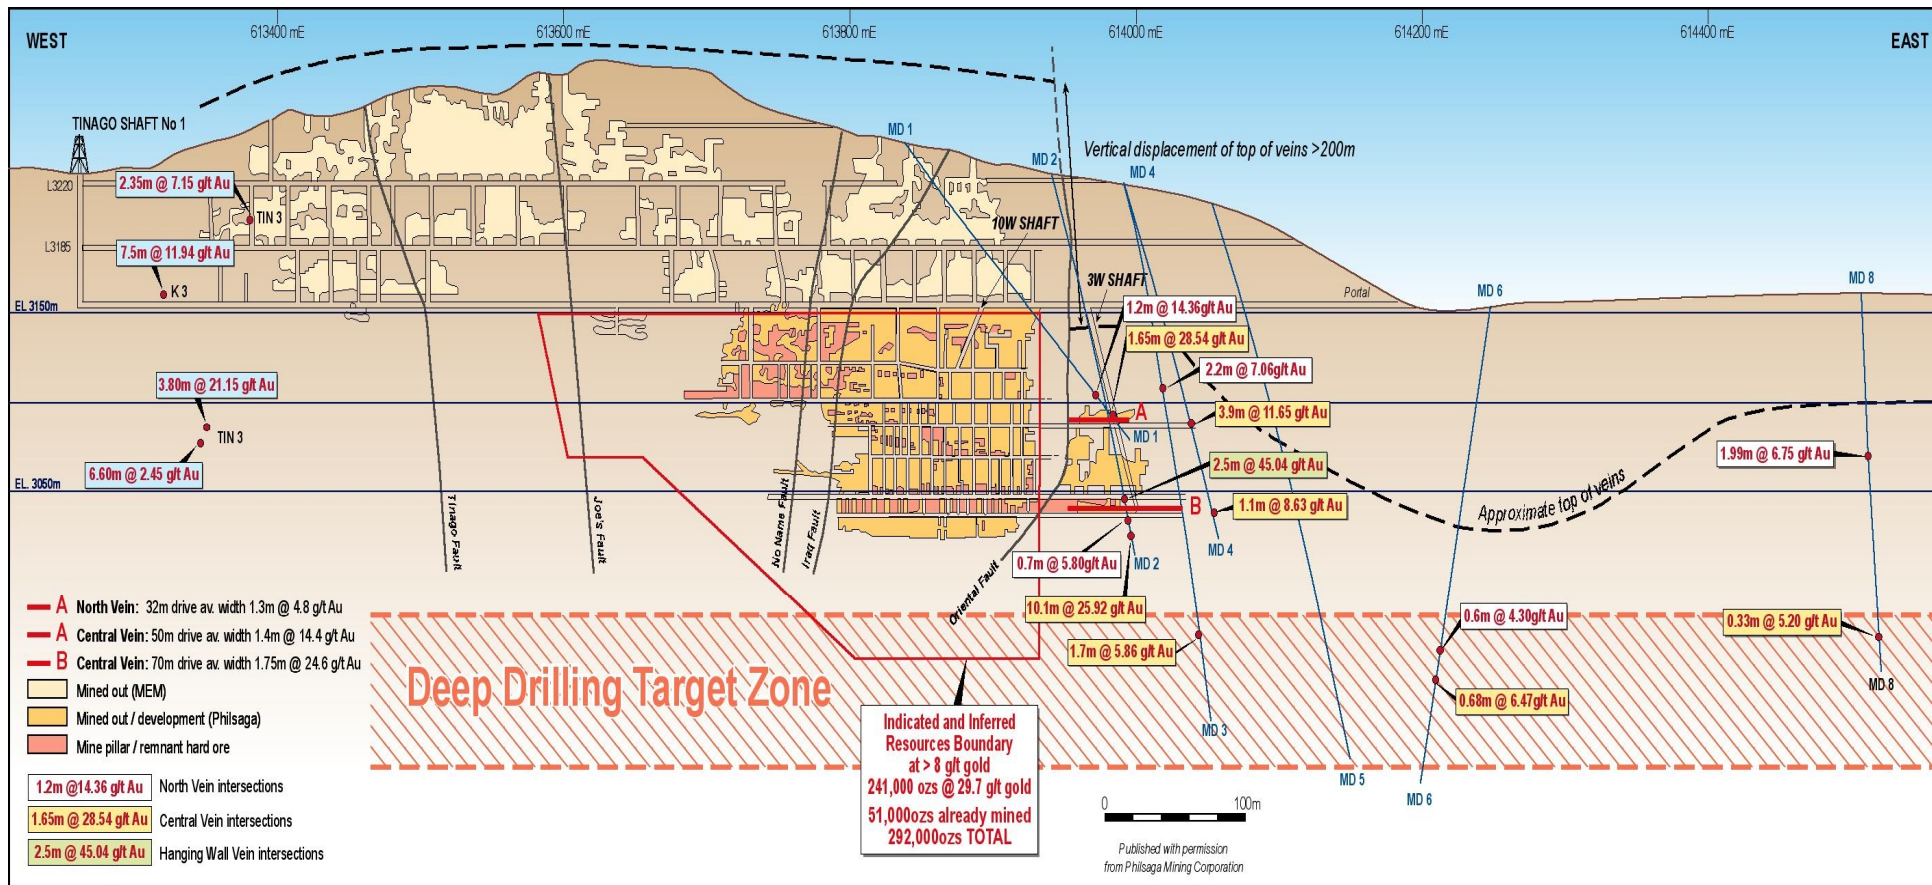 WEST
613400 mE
613600 mE
613800 mE
614000 mE
614200 mE
614400 mE
EAST
TINAGO SHAFT No 1
MD 1
MD 2
Vertical displacement of top of veins >200m
MD 4
L3220
2.35m @ 7.15 g/t Au
TIN 3
10W SHAFT
L3185
7.5m @ 11.94 g/t Au
K 3
3W SHAFT
Portal
MD 6
MD 8
EL 3150m
1.2m @ 14.36g/t Au
1.65m @ 28.54 g/t Au
2.2m @ 7.06g/t Au
3.80m @ 21.15 g/t Au
TIN 3
6.60m @ 2.45 g/t Au
A
MD 1
3.9m @ 11.65 g/t Au
1.99m @ 6.75 g/t Au
2.5m @ 45.04 g/t Au
EL. 3050m
B
1.1m @ 8.63 g/t Au
Approximate top of veins
MD 4
Tinago Fault
Joe's Fault
No Name Fault
Iraq Fault
Oriental Fault
0.7m @ 5.80g/t Au
MD 2
10.1m @ 25.92 g/t Au
1.7m @ 5.86 g/t Au
0.6m @ 4.30g/t Au
0.33m @ 5.20 g/t Au
0.68m @ 6.47g/t Au
MD 8
MD 3
MD 5
MD 6
Deep Drilling Target Zone
A North Vein: 32m drive av. width 1.3m @ 4.8 g/t Au
A Central Vein: 50m drive av. width 1.4m @ 14.4 g/t Au
B Central Vein: 70m drive av. width 1.75m @ 24.6 g/t Au
Mined out (MEM)
Mined out / development (Philsaga)
Mine pillar / remnant hard ore
1.2m @14.36 g/t Au North Vein intersections
1.65m @ 28.54 g/t Au Central Vein intersections
2.5m @ 45.04 g/t Au Hanging Wall Vein intersections
Indicated and Inferred
Resources Boundary
at > 8 g/t gold
241,000 ozs @ 29.7 g/t gold
51,000ozs already mined
292,000ozs TOTAL
0 100m
Published with permission
from Philsaga Mining Corporation